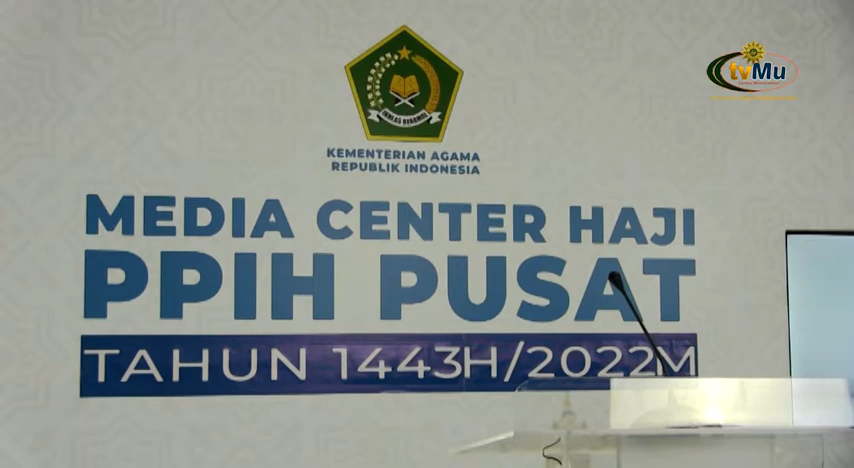 tvMu
IKHLAS BERAMAL
KEMENTERIAN AGAMA
REPUBLIK INDONESIA
MEDIA CENTER HAJI
PPIH PUSAT
TAHUN 1443H/2022M